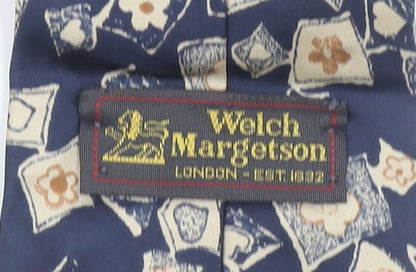 Welch
Margetson
LONDON - EST. 1832